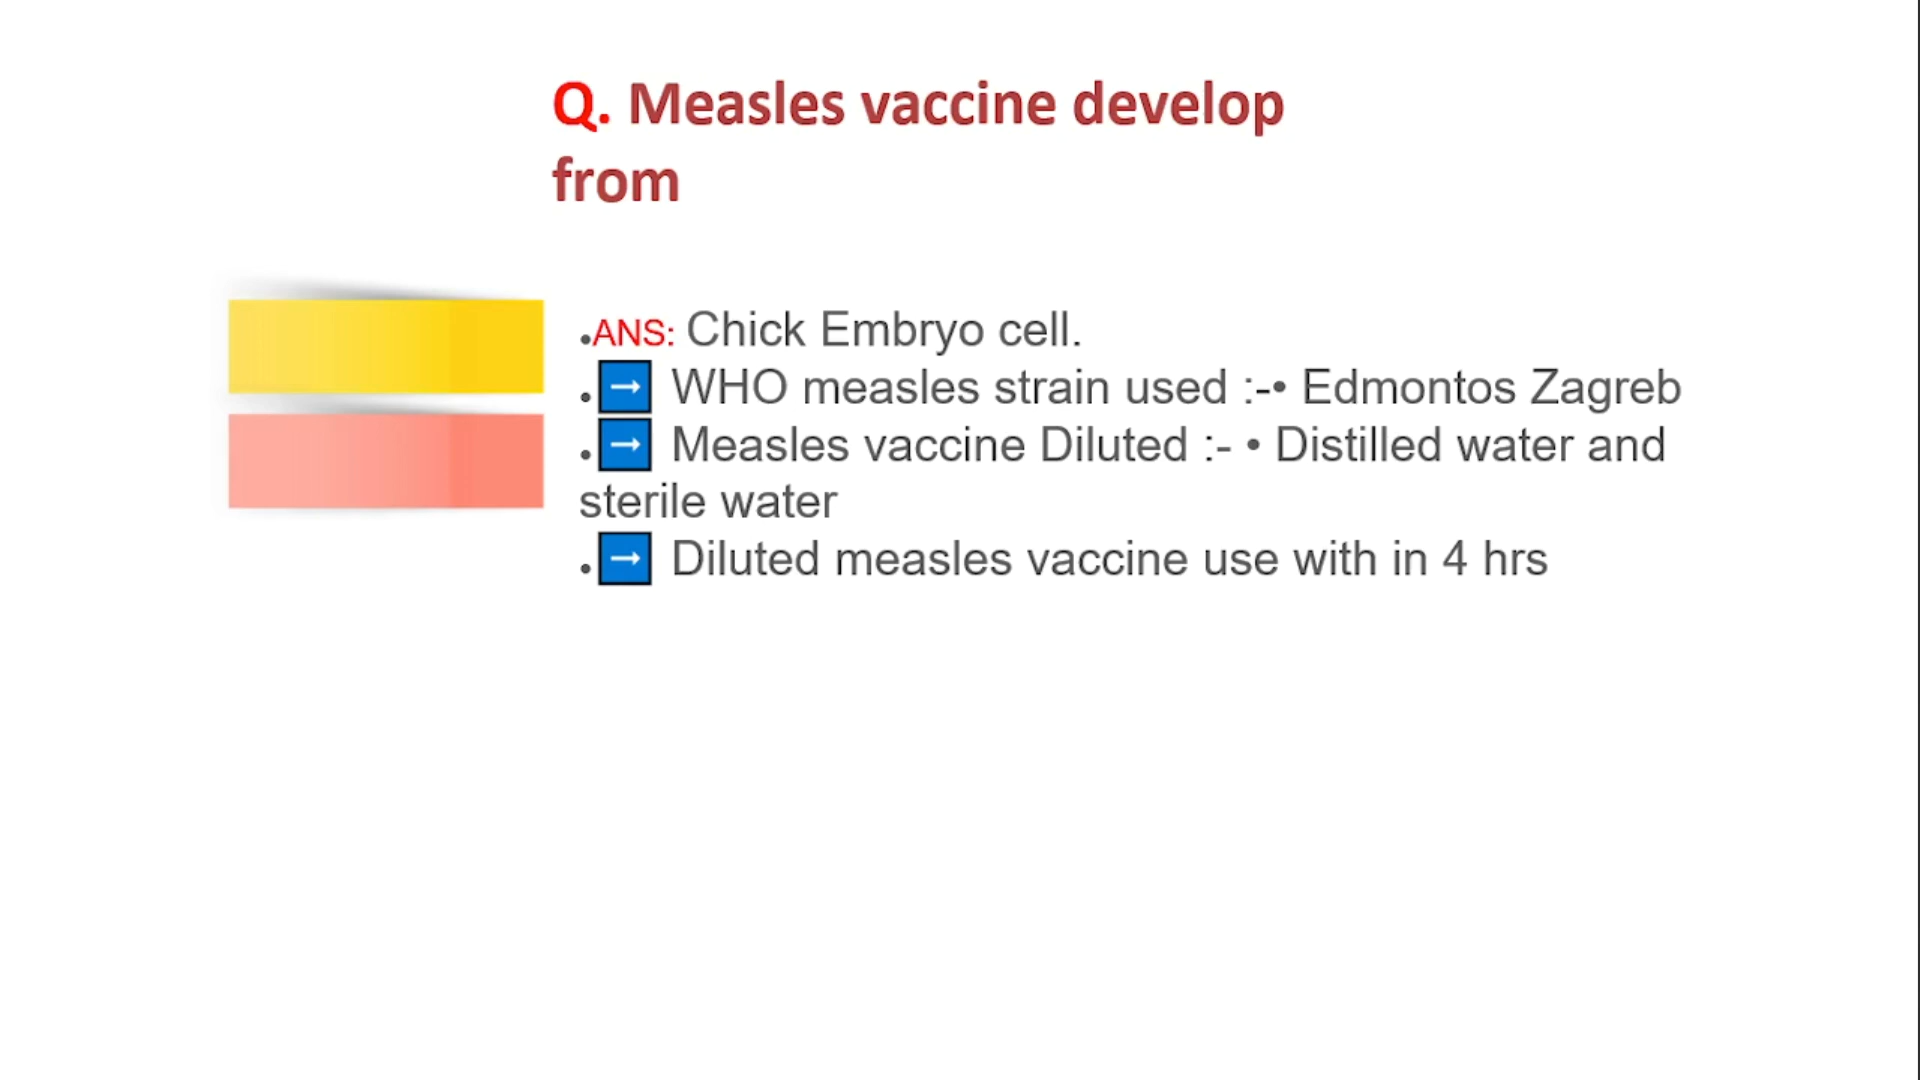 Q. Measles vaccine develop
from
•ANS: Chick Embryo cell.
•➡ WHO measles strain used :-• Edmontos Zagreb
•➡ Measles vaccine Diluted :- • Distilled water and
sterile water
•➡ Diluted measles vaccine use with in 4 hrs